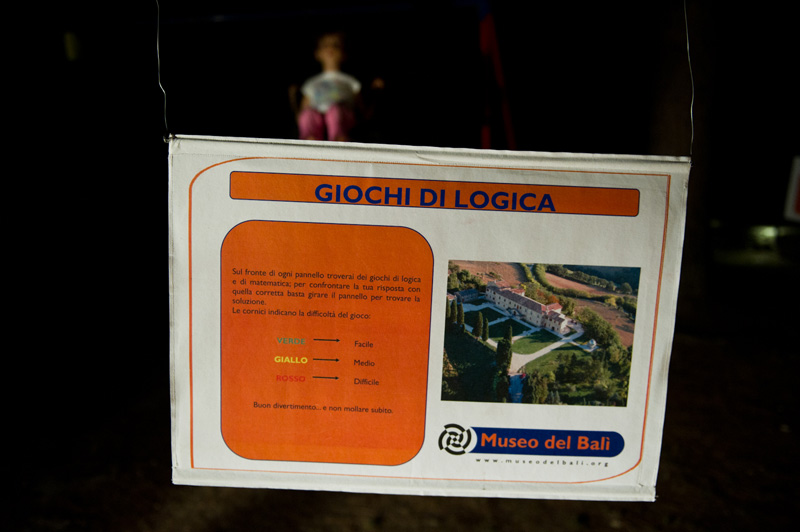 GIOCHI DI LOGICA
Sul fronte di ogni pannello troverai dei giochi di logica
e di matematica; per confrontare la tua risposta con
quella corretta basta girare il pannello per trovare la
soluzione.
Le cornici indicano la difficoltà del gioco:
VERDE Facile
GIALLO Medio
ROSSO Difficile
Buon divertimento.. e non mollare subito.
Museo del Balì
www.museodelbali.org